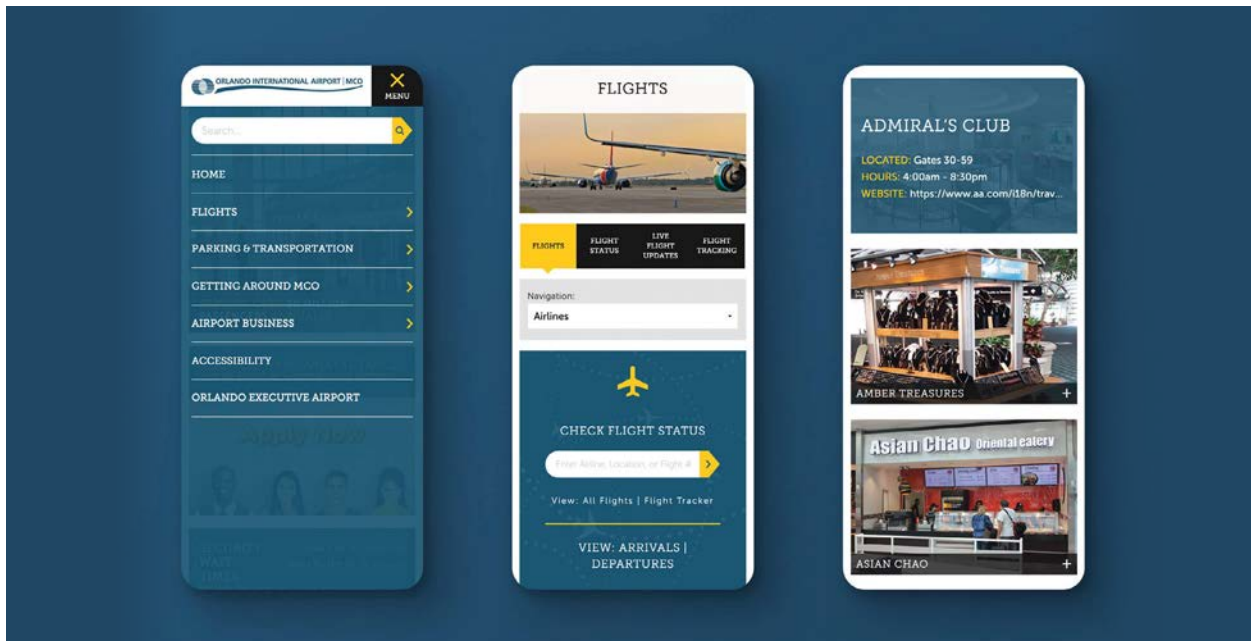 ORLANDO INTERNATIONAL AIRPORT | MCO
MENU
Search...
HOME
FLIGHTS
PARKING & TRANSPORTATION
GETTING AROUND MCO
AIRPORT BUSINESS
ACCESSIBILITY
ORLANDO EXECUTIVE AIRPORT
Apply Now
SECURITY
WAIT
TIMES
FLIGHTS
FLIGHTS
FLIGHT
STATUS
LIVE
FLIGHT
UPDATES
FLIGHT
TRACKING
Navigation:
Airlines
CHECK FLIGHT STATUS
Enter Airline, Location, or Flight #
View: All Flights | Flight Tracker
VIEW: ARRIVALS |
DEPARTURES
ADMIRAL'S CLUB
LOCATED: Gates 30-59
HOURS: 4:00am - 8:30pm
WEBSITE: https://www.aa.com/i18n/trav...
AMBER TREASURES
Asian Chao Oriental eatery
ASIAN CHAO